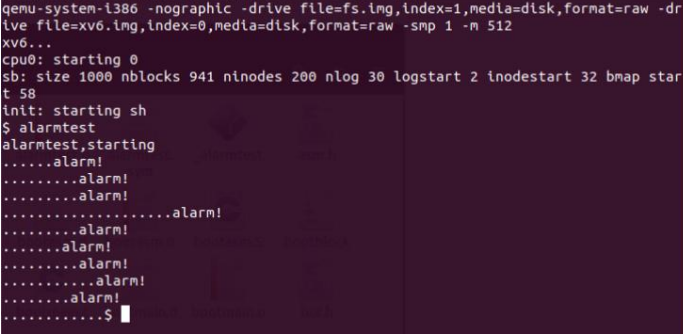 qemu-system-i386 -nographic -drive file=fs.img,index=1,media=disk,format=raw -dr
ive file=xv6.img,index=0,media=disk,format=raw -smp 1 -m 512
xv6...
cpu0: starting 0
sb: size 1000 nblocks 941 ninodes 200 nlog 30 logstart 2 inodestart 32 bmap star
t 58
init: starting sh
$ alarmtest
alarmtest,starting
......alarm!
.........alarm!
.........alarm!
....................alarm!
.........alarm!
.......alarm!
.........alarm!
...........alarm!
........alarm!
............$